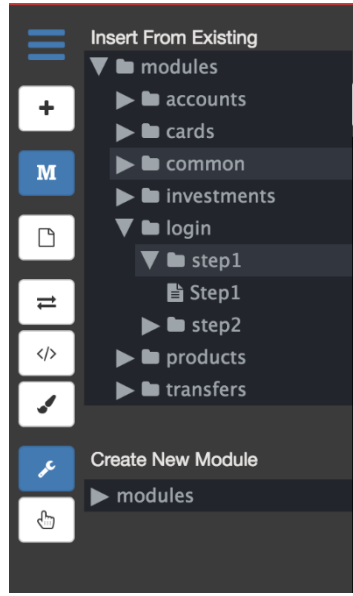 Insert From Existing
modules
accounts
cards
M
common
investments
login
step1
Step1
step2
</>
products
transfers
Create New Module
modules